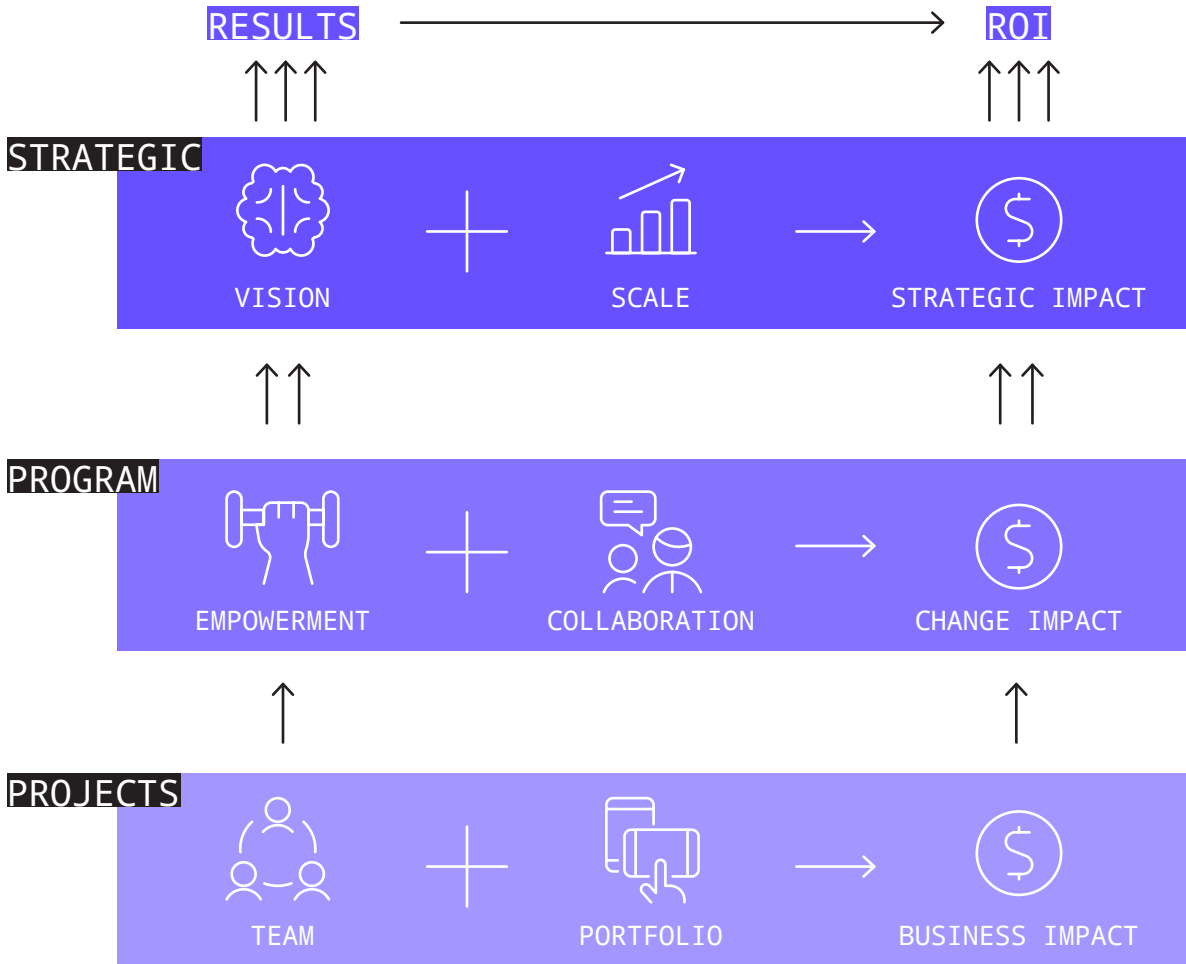 RESULTS
ROI
STRATEGIC
VISION
SCALE
STRATEGIC IMPACT
PROGRAM
EMPOWERMENT
COLLABORATION
CHANGE IMPACT
PROJECTS
TEAM
PORTFOLIO
BUSINESS IMPACT